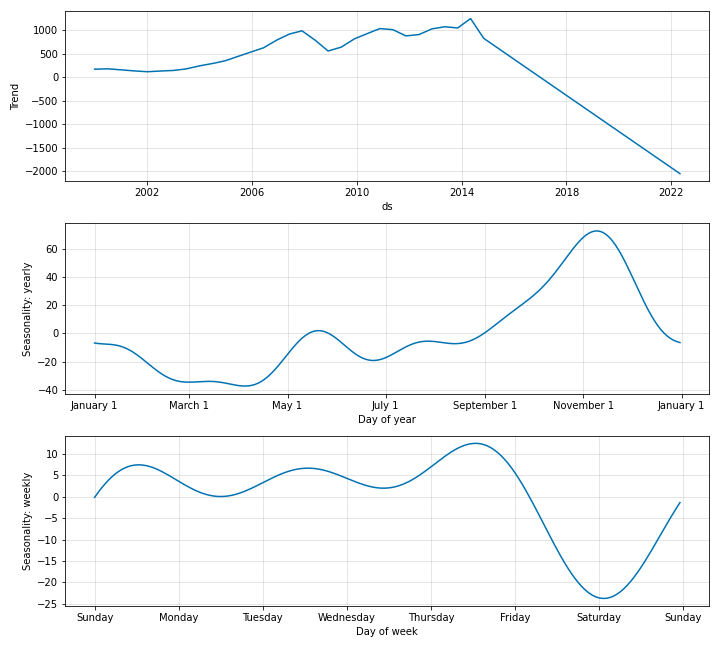 1000
500
0
−500
−1000
−1500
−2000
Trend
2002 2006 2010 2014 2018 2022
ds
60
40
20
0
−20
−40
Seasonality: yearly
January 1 March 1 May 1 July 1 September 1 November 1 January 1
Day of year
10
5
0
−5
−10
−15
−20
−25
Seasonality: weekly
Sunday Monday Tuesday Wednesday Thursday Friday Saturday Sunday
Day of week